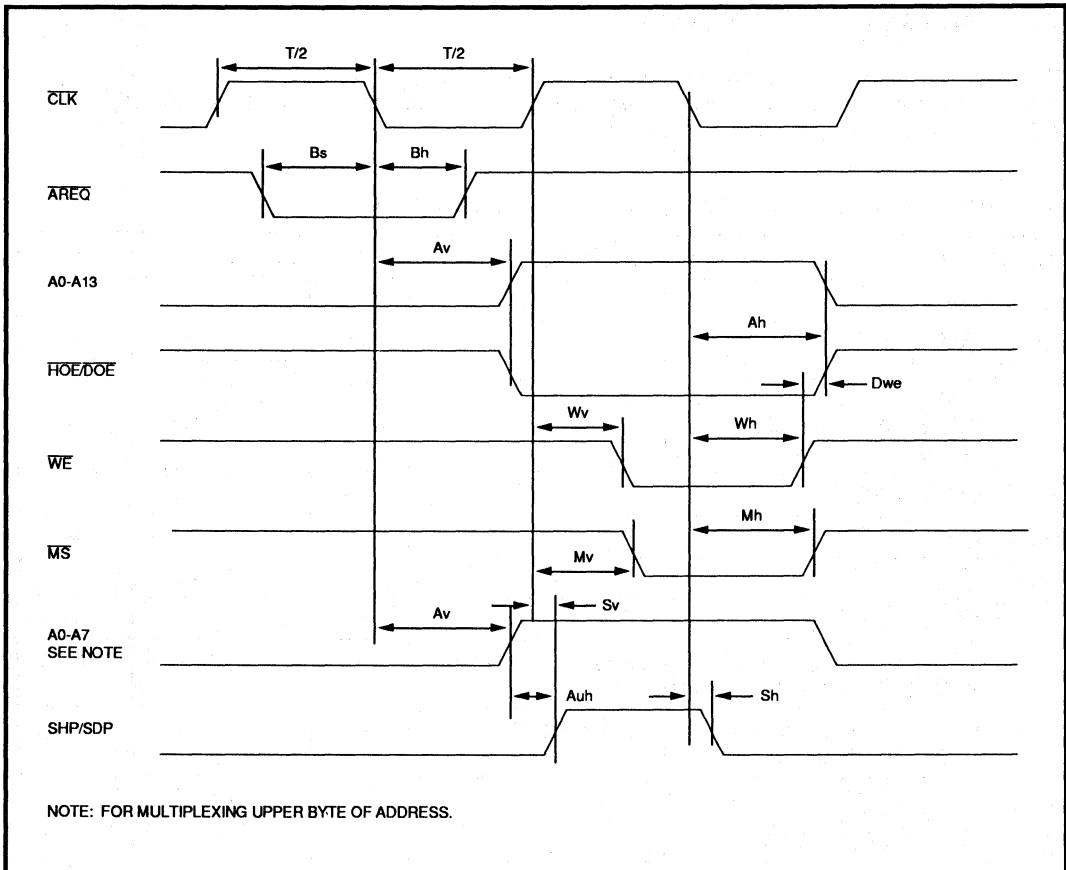 T/2 T/2
CLK
Bs Bh
AREQ
Av
A0-A13
Ah
HOE/DOE
Dwe
Wv Wh
WE
Mh
MS
Mv
Av Sv
A0-A7
SEE NOTE
Auh Sh
SHP/SDP
NOTE: FOR MULTIPLEXING UPPER BYTE OF ADDRESS.